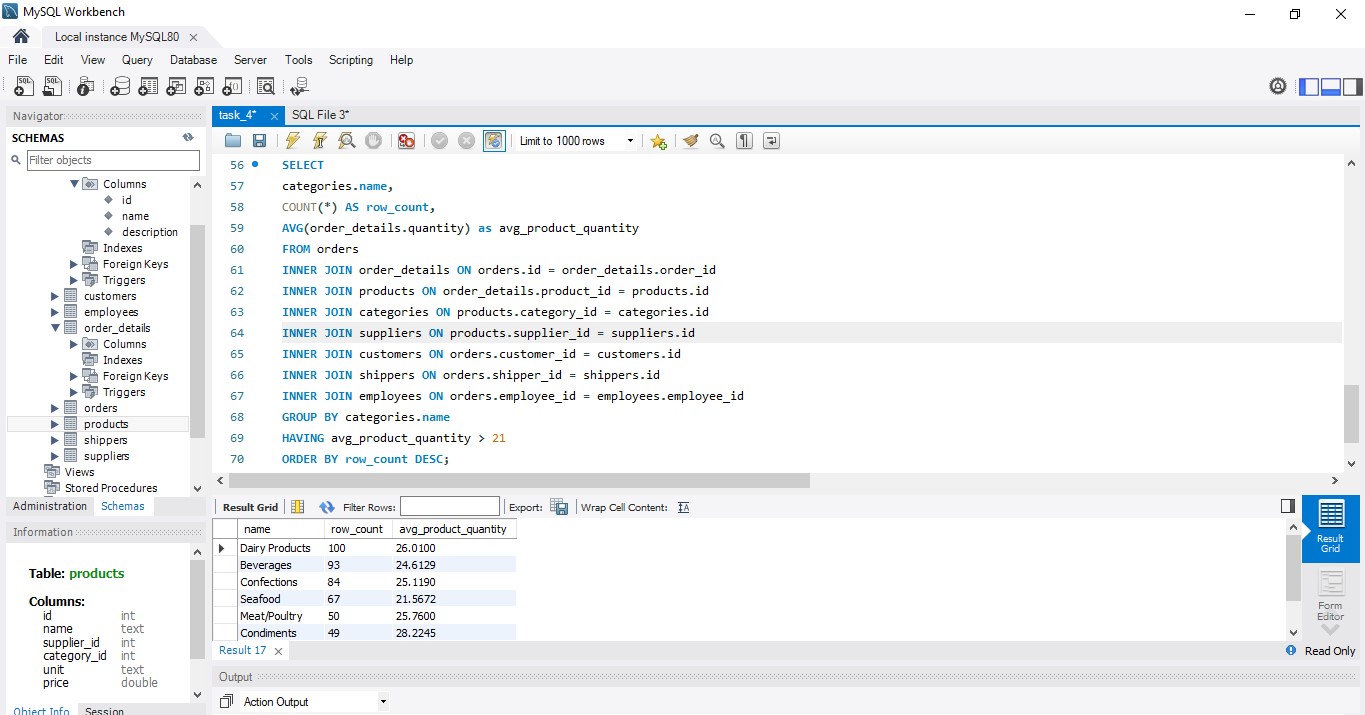 MySQL Workbench
Local instance MySQL80
File Edit View Query Database Server Tools Scripting Help
Navigator
SCHEMAS
Filter objects
Columns
id
name
description
Indexes
Foreign Keys
Triggers
customers
employees
order_details
Columns
Indexes
Foreign Keys
Triggers
orders
products
shippers
suppliers
Views
Stored Procedures
Administration Schemas
Information
Table: products
Columns:
id int
name text
supplier_id int
category_id int
unit text
price double
Object Info Session
task_4* SQL File 3*
Limit to 1000 rows
56 SELECT
57 categories.name,
58 COUNT(*) AS row_count,
59 AVG(order_details.quantity) as avg_product_quantity
60 FROM orders
61 INNER JOIN order_details ON orders.id = order_details.order_id
62 INNER JOIN products ON order_details.product_id = products.id
63 INNER JOIN categories ON products.category_id = categories.id
64 INNER JOIN suppliers ON products.supplier_id = suppliers.id
65 INNER JOIN customers ON orders.customer_id = customers.id
66 INNER JOIN shippers ON orders.shipper_id = shippers.id
67 INNER JOIN employees ON orders.employee_id = employees.employee_id
68 GROUP BY categories.name
69 HAVING avg_product_quantity > 21
70 ORDER BY row_count DESC;
Result Grid Filter Rows: Export: Wrap Cell Content:
name row_count avg_product_quantity
Dairy Products 100 26.0100
Beverages 93 24.6129
Confections 84 25.1190
Seafood 67 21.5672
Meat/Poultry 50 25.7600
Condiments 49 28.2245
Result
Grid
Form
Editor
Result 17
Read Only
Output
Action Output